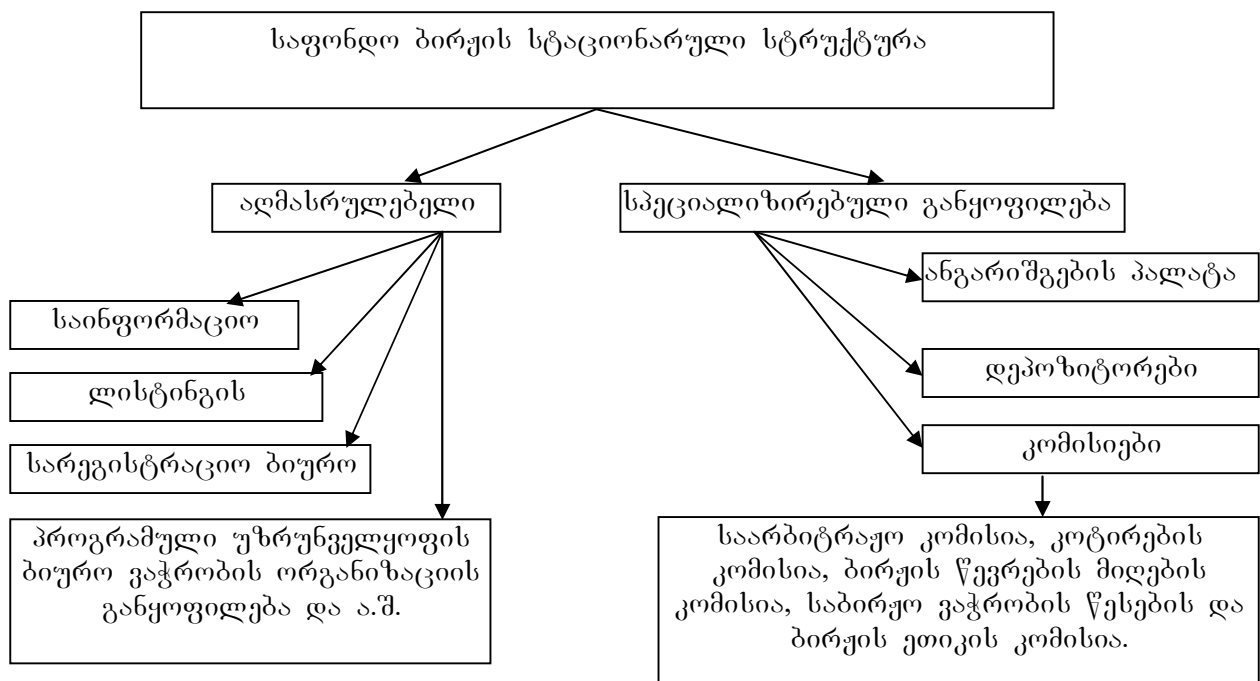 საფონდო ბირჟის სტაციონარული სტრუქტურა
აღმასრულებელი
სპეციალიზირებული განყოფილება
საინფორმაციო
ლისტინგის
სარეგისტრაციო ბიურო
პროგრამული უზრუნველყოფის
ბიურო ვაჭრობის ორგანიზაციის
განყოფილება და ა.შ.
ანგარიშგების პალატა
დეპოზიტორები
კომისიები
საარბიტრაჟო კომისია, კოტირების
კომისია, ბირჟის წევრების მიღების
კომისია, საბირჟო ვაჭრობის წესების და
ბირჟის ეთიკის კომისია.